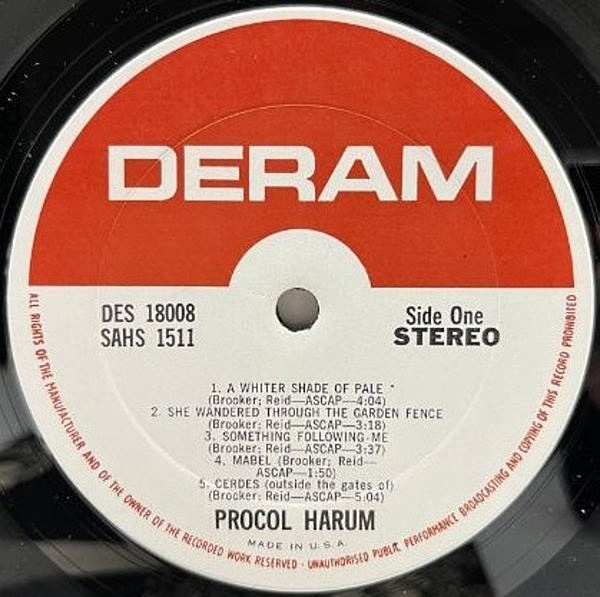 DERAM
DES 18008
SAHS 1511
Side One
STEREO
1. A WHITER SHADE OF PALE *
(Brooker; Reid—ASCAP—4:04)
2. SHE WANDERED THROUGH THE GARDEN FENCE
(Brooker; Reid—ASCAP—3:18)
3. SOMETHING FOLLOWING ME
(Brooker; Reid—ASCAP—3:37)
4. MABEL (Brooker; Reid—
ASCAP—1:50)
5. CERDES (outside the gates of)
(Brooker; Reid—ASCAP—5:04)
PROCOL HARUM
MADE IN U.S.A.
ALL RIGHTS OF THE MANUFACTURER AND OF THE OWNER OF THE RECORDED WORK RESERVED - UNAUTHORISED PUBLIC PERFORMANCE BROADCASTING AND COPYING OF THIS RECORD PROHIBITED